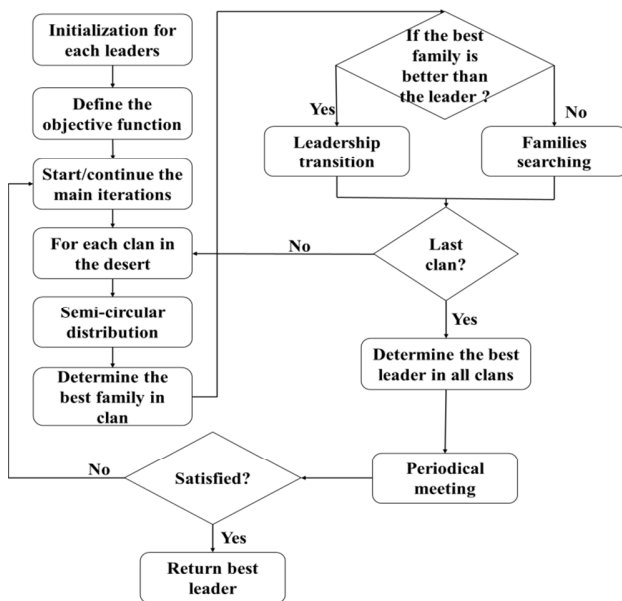 Initialization for
each leaders
Define the
objective function
Start/continue the
main iterations
For each clan in
the desert
Semi-circular
distribution
Determine the
best family in
clan
If the best
family is
better than
the leader ?
Yes
No
Leadership
transition
Families
searching
Last
clan?
No
Yes
Determine the best
leader in all clans
Periodical
meeting
Satisfied?
No
Yes
Return best
leader